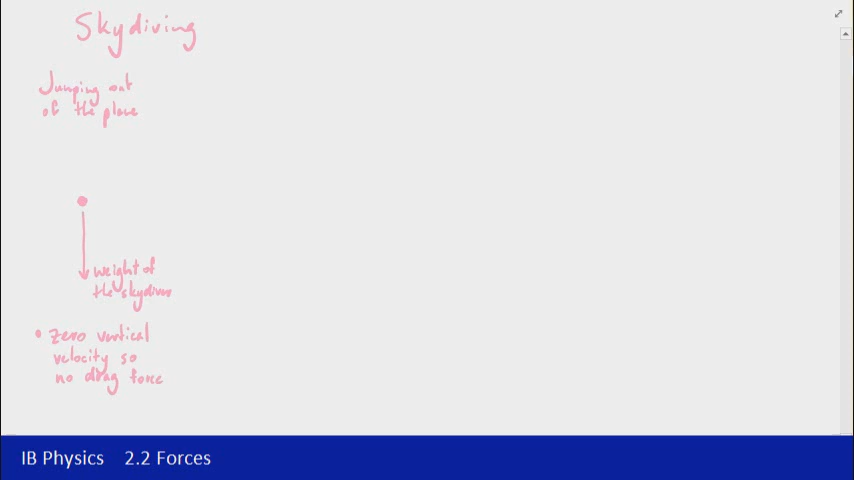 Skydiving
Jumping out
of the plane
weight of
the skydiver
• zero vertical
velocity so
no drag force
IB Physics 2.2 Forces